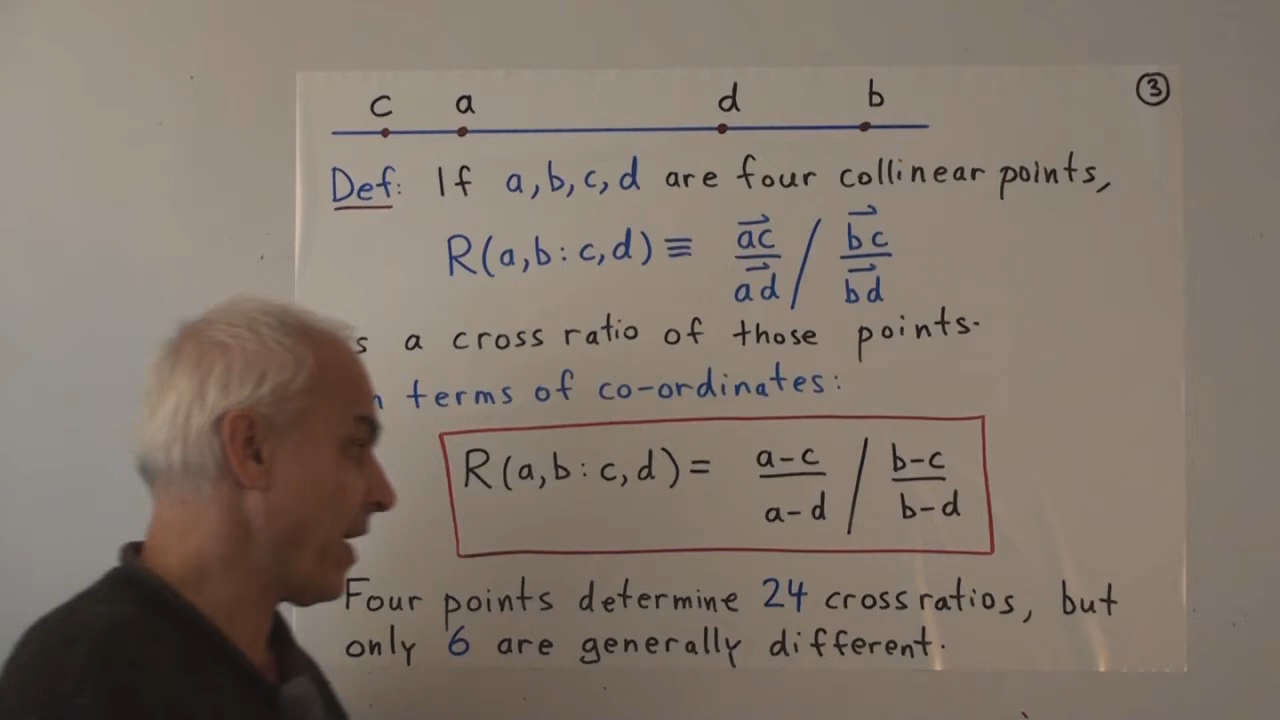 c a d b ③
Def: If a, b, c, d are four collinear points,
R(a,b:c,d) ≡ ac⃗/ad⃗ / bc⃗/bd⃗
s a cross ratio of those points.
n terms of co-ordinates:
R(a,b:c,d) = a-c/a-d / b-c/b-d
Four points determine 24 cross ratios, but
only 6 are generally different.